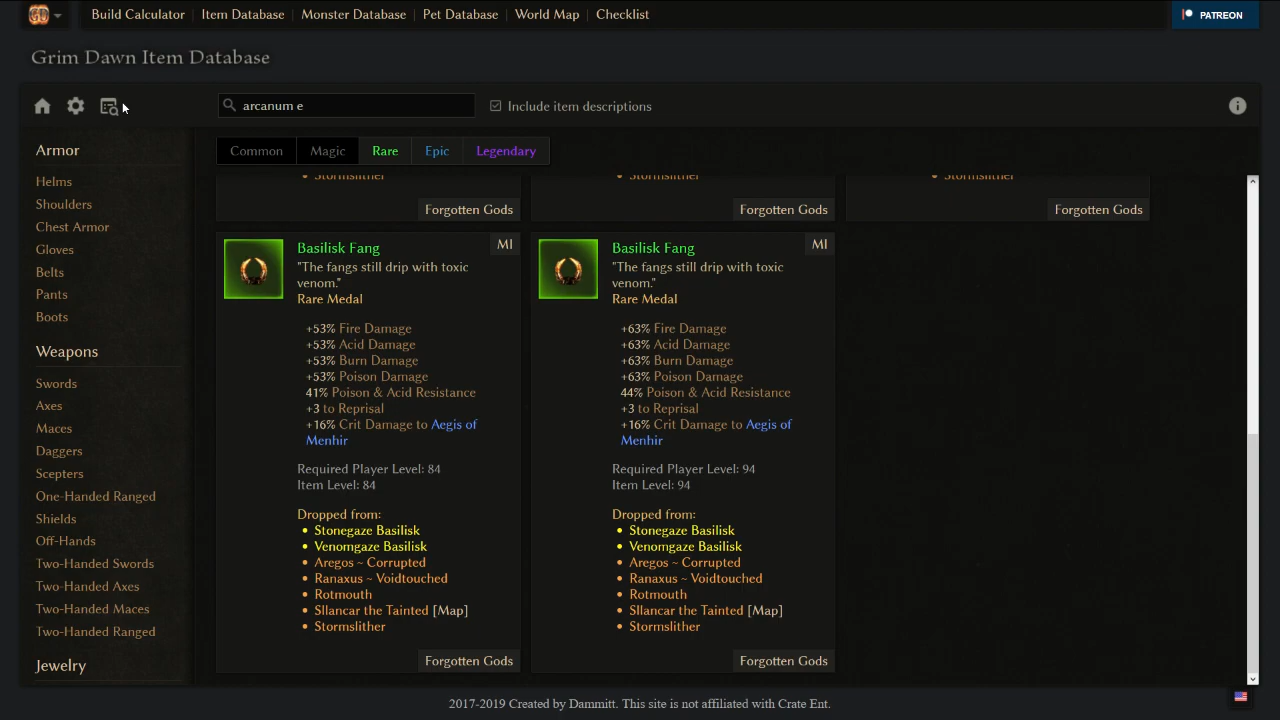 Build Calculator Item Database Monster Database Pet Database World Map Checklist PATREON
Grim Dawn Item Database
arcanum e Include item descriptions
Common Magic Rare Epic Legendary
Armor
Helms
Shoulders
Chest Armor
Gloves
Belts
Pants
Boots
Weapons
Swords
Axes
Maces
Daggers
Scepters
One-Handed Ranged
Shields
Off-Hands
Two-Handed Swords
Two-Handed Axes
Two-Handed Maces
Two-Handed Ranged
Jewelry
• Stormslither • Stormslither • Stormslither
Forgotten Gods Forgotten Gods Forgotten Gods
Basilisk Fang MI
"The fangs still drip with toxic
venom."
Rare Medal
+53% Fire Damage
+53% Acid Damage
+53% Burn Damage
+53% Poison Damage
41% Poison & Acid Resistance
+3 to Reprisal
+16% Crit Damage to Aegis of
Menhir
Required Player Level: 84
Item Level: 84
Dropped from:
• Stonegaze Basilisk
• Venomgaze Basilisk
• Aregos ~ Corrupted
• Ranaxus ~ Voidtouched
• Rotmouth
• Sllancar the Tainted [Map]
• Stormslither
Forgotten Gods
Basilisk Fang MI
"The fangs still drip with toxic
venom."
Rare Medal
+63% Fire Damage
+63% Acid Damage
+63% Burn Damage
+63% Poison Damage
44% Poison & Acid Resistance
+3 to Reprisal
+16% Crit Damage to Aegis of
Menhir
Required Player Level: 94
Item Level: 94
Dropped from:
• Stonegaze Basilisk
• Venomgaze Basilisk
• Aregos ~ Corrupted
• Ranaxus ~ Voidtouched
• Rotmouth
• Sllancar the Tainted [Map]
• Stormslither
Forgotten Gods
2017-2019 Created by Dammitt. This site is not affiliated with Crate Ent.